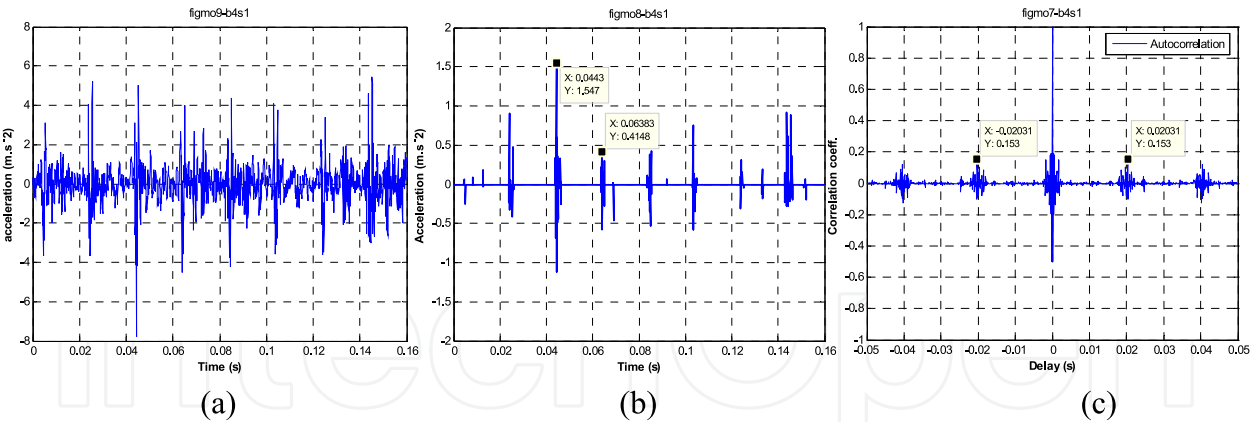 figmo9-b4s1
acceleration (m.s⁻2)
8
6
4
2
0
-2
-4
-6
-8
0 0.02 0.04 0.06 0.08 0.1 0.12 0.14 0.16
Time (s)
(a)
figmo8-b4s1
Acceleration (m.s⁻2)
2
1.5
1
0.5
0
-0.5
-1
-1.5
-2
X: 0.0443
Y: 1.547
X: 0.06383
Y: 0.4148
0 0.02 0.04 0.06 0.08 0.1 0.12 0.14 0.16
Time (s)
(b)
figmo7-b4s1
Correlation coeff.
1
0.8
0.6
0.4
0.2
0
-0.2
-0.4
-0.6
-0.8
-1
Autocorrelation
X: -0.02031
Y: 0.153
X: 0.02031
Y: 0.153
-0.05 -0.04 -0.03 -0.02 -0.01 0 0.01 0.02 0.03 0.04 0.05
Delay (s)
(c)
intechopen